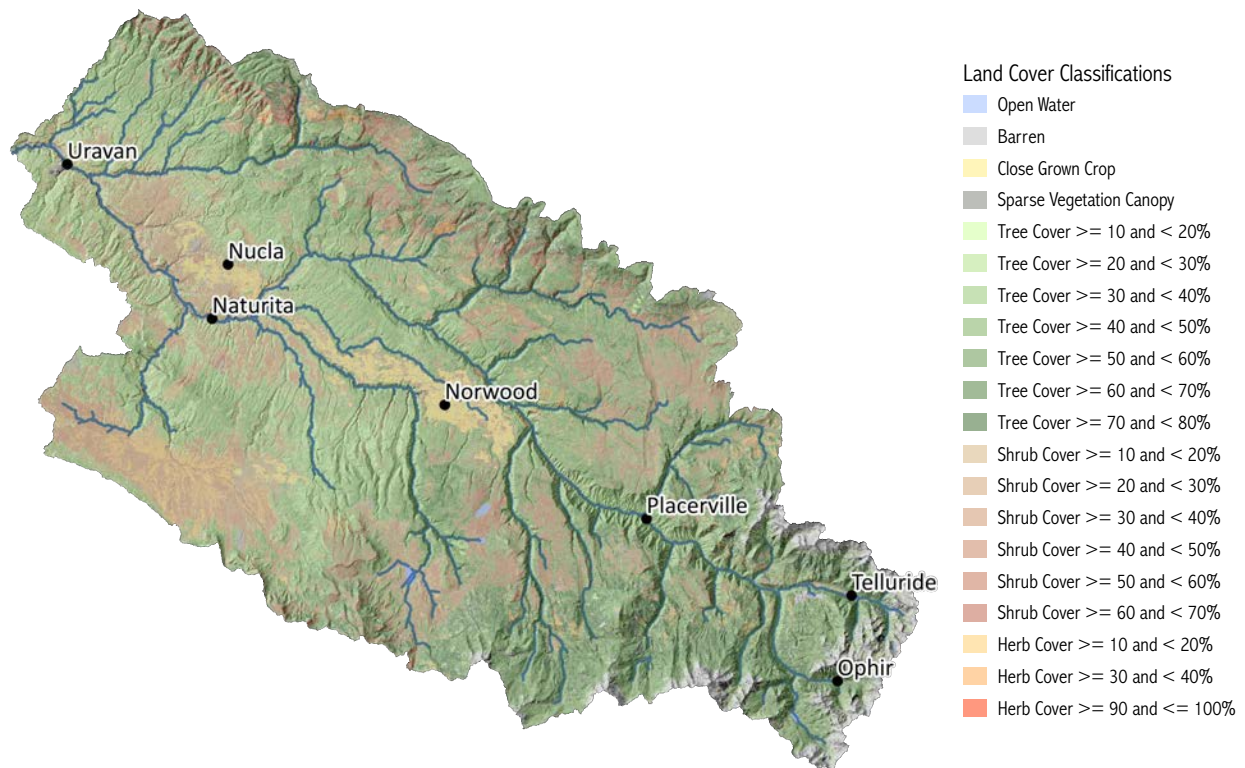 Uravan
Nucla
Naturita
Norwood
Placerville
Telluride
Ophir
Land Cover Classifications
Open Water
Barren
Close Grown Crop
Sparse Vegetation Canopy
Tree Cover >= 10 and < 20%
Tree Cover >= 20 and < 30%
Tree Cover >= 30 and < 40%
Tree Cover >= 40 and < 50%
Tree Cover >= 50 and < 60%
Tree Cover >= 60 and < 70%
Tree Cover >= 70 and < 80%
Shrub Cover >= 10 and < 20%
Shrub Cover >= 20 and < 30%
Shrub Cover >= 30 and < 40%
Shrub Cover >= 40 and < 50%
Shrub Cover >= 50 and < 60%
Shrub Cover >= 60 and < 70%
Herb Cover >= 10 and < 20%
Herb Cover >= 30 and < 40%
Herb Cover >= 90 and <= 100%